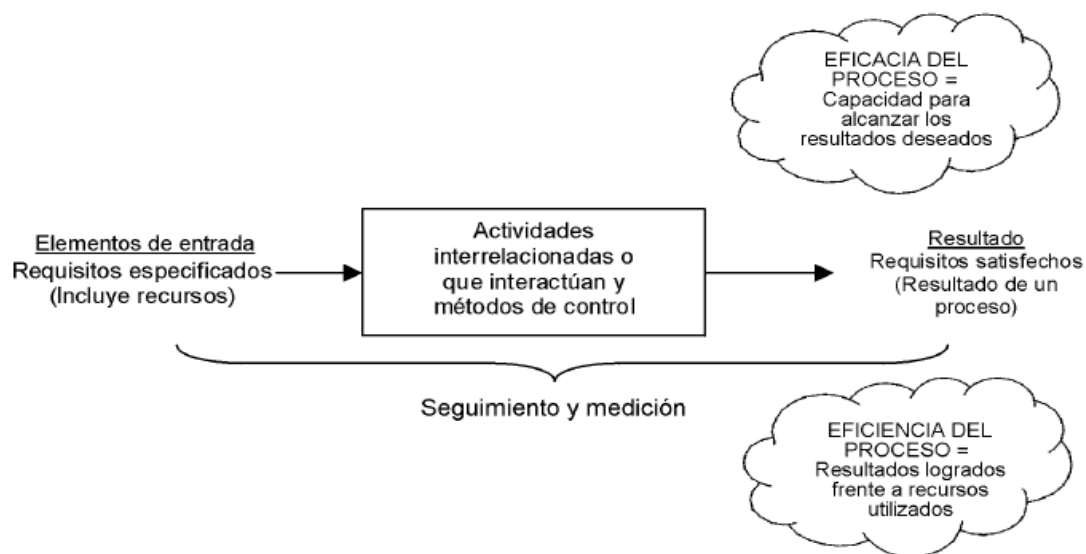 EFICACIA DEL
PROCESO =
Capacidad para
alcanzar los
resultados deseados
Elementos de entrada
Requisitos especificados
(Incluye recursos)
Actividades
interrelacionadas o
que interactúan y
métodos de control
Resultado
Requisitos satisfechos
(Resultado de un
proceso)
Seguimiento y medición
EFICIENCIA DEL
PROCESO =
Resultados logrados
frente a recursos
utilizados